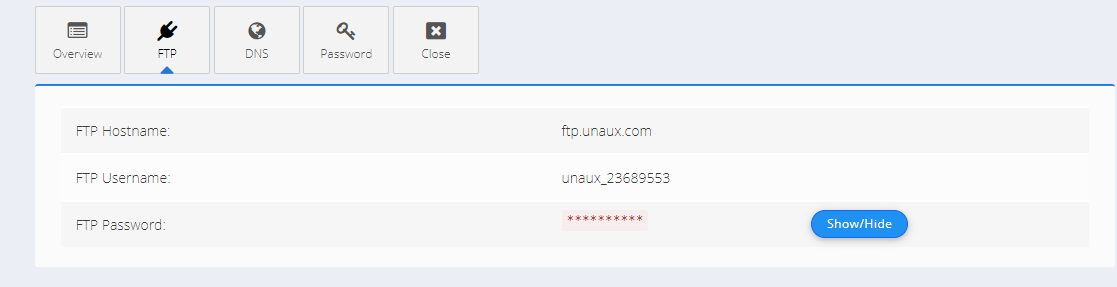 Overview FTP DNS Password Close
FTP Hostname: ftp.unaux.com
FTP Username: unaux_23689553
FTP Password: ********** Show/Hide